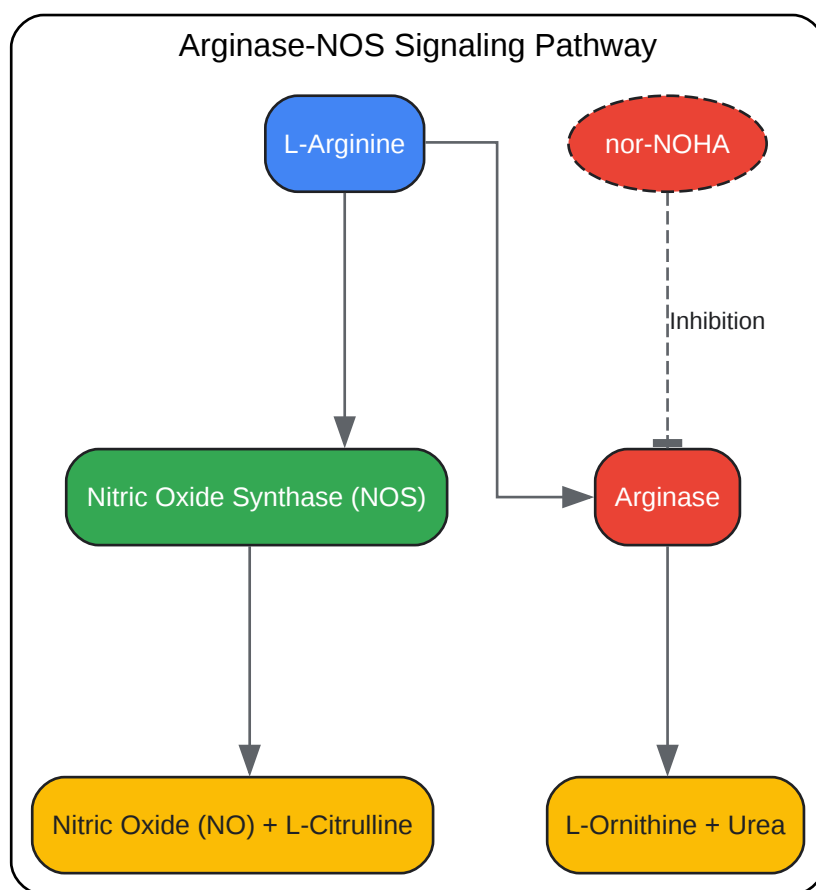 Arginase-NOS Signaling Pathway
L-Arginine
nor-NOHA
Inhibition
Nitric Oxide Synthase (NOS)
Arginase
Nitric Oxide (NO) + L-Citrulline
L-Ornithine + Urea